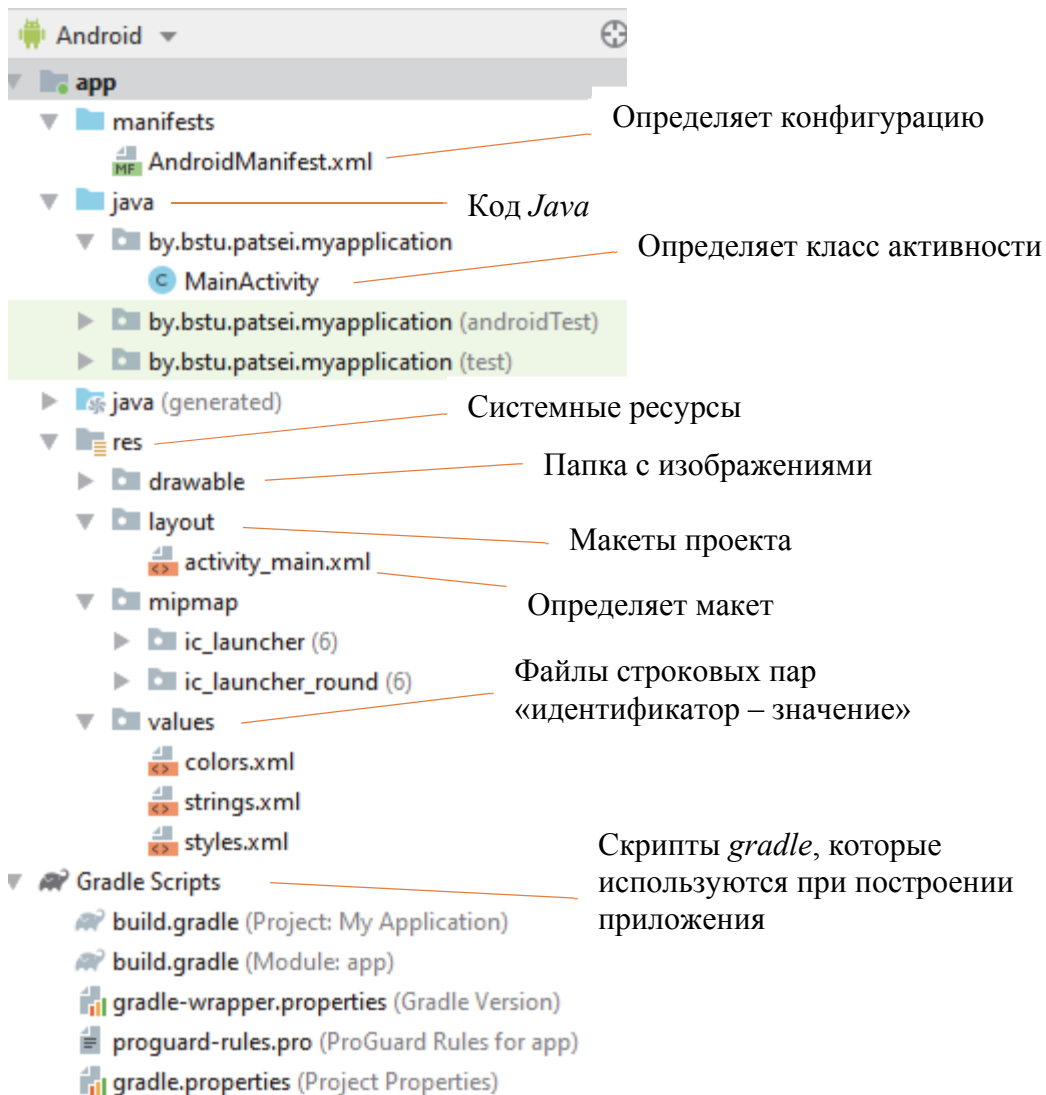 Android
app
manifests
Определяет конфигурацию
AndroidManifest.xml
java
Код Java
by.bstu.patsei.myapplication
Определяет класс активности
MainActivity
by.bstu.patsei.myapplication (androidTest)
by.bstu.patsei.myapplication (test)
java (generated)
Системные ресурсы
res
Папка с изображениями
drawable
layout
Макеты проекта
activity_main.xml
Определяет макет
mipmap
ic_launcher (6)
ic_launcher_round (6)
Файлы строковых пар
«идентификатор – значение»
values
colors.xml
strings.xml
styles.xml
Скрипты gradle, которые
используются при построении
приложения
Gradle Scripts
build.gradle (Project: My Application)
build.gradle (Module: app)
gradle-wrapper.properties (Gradle Version)
proguard-rules.pro (ProGuard Rules for app)
gradle.properties (Project Properties)